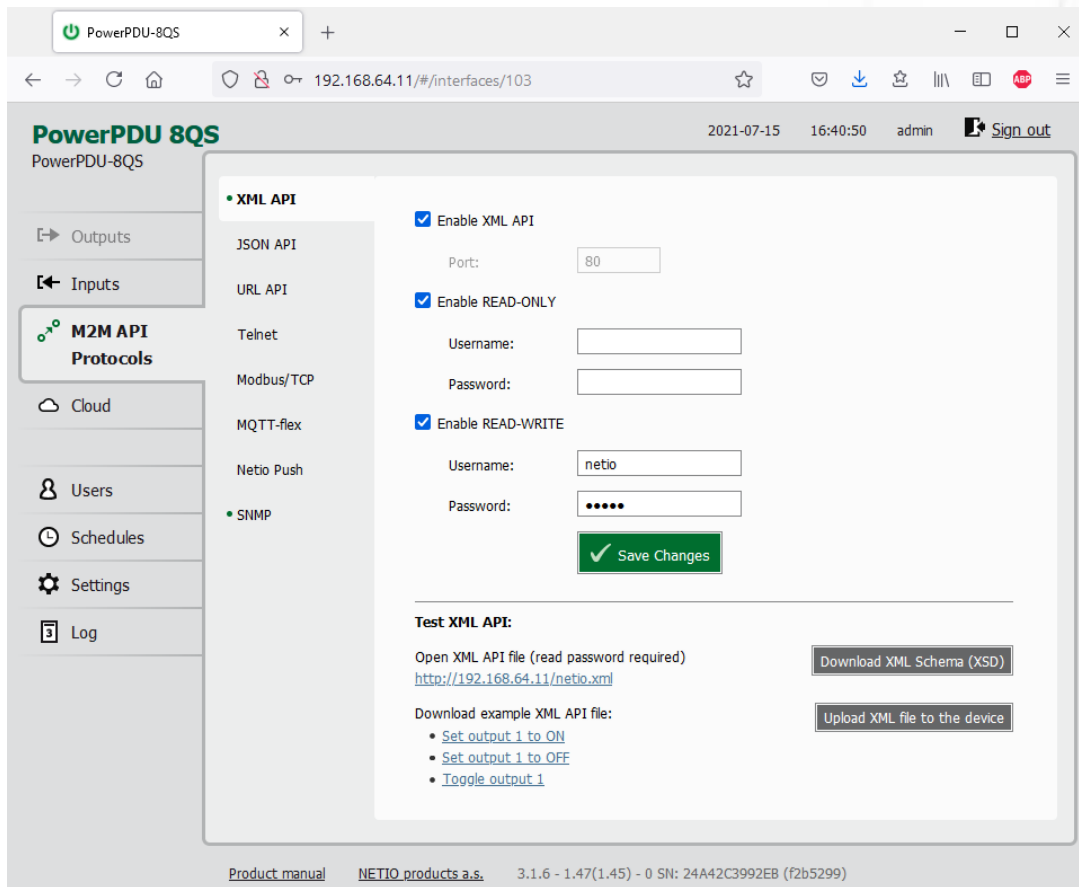 PowerPDU-8QS
192.168.64.11/#/interfaces/103
ABP
PowerPDU 8QS
PowerPDU-8QS
2021-07-15 16:40:50 admin Sign out
Outputs
Inputs
M2M API
Protocols
Cloud
Users
Schedules
Settings
3 Log
XML API
JSON API
URL API
Telnet
Modbus/TCP
MQTT-flex
Netio Push
SNMP
Enable XML API
Port: 80
Enable READ-ONLY
Username:
Password:
Enable READ-WRITE
Username: netio
Password: •••••
Save Changes
Test XML API:
Open XML API file (read password required)
http://192.168.64.11/netio.xml
Download XML Schema (XSD)
Download example XML API file:
Upload XML file to the device
• Set output 1 to ON
• Set output 1 to OFF
• Toggle output 1
Product manual NETIO products a.s. 3.1.6 - 1.47(1.45) - 0 SN: 24A42C3992EB (f2b5299)